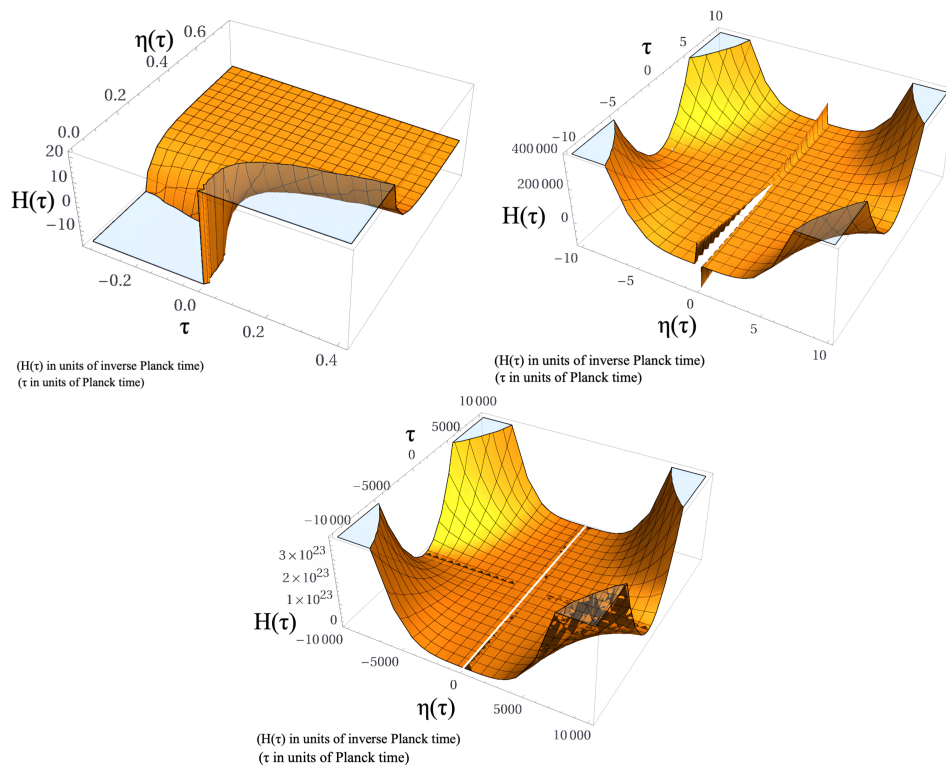 η(τ)
0.6
0.4
0.2
0.0
20
10
0
−10
H(τ)
−0.2
0.0
0.2
0.4
τ
(H(τ) in units of inverse Planck time)
(τ in units of Planck time)
10
5
0
−5
−10
τ
400 000
200 000
0
H(τ)
−10
−5
0
5
10
η(τ)
(H(τ) in units of inverse Planck time)
(τ in units of Planck time)
10 000
5000
0
−5000
−10 000
τ
3×10²³
2×10²³
1×10²³
0
H(τ)
−10 000
−5000
0
5000
10 000
η(τ)
(H(τ) in units of inverse Planck time)
(τ in units of Planck time)